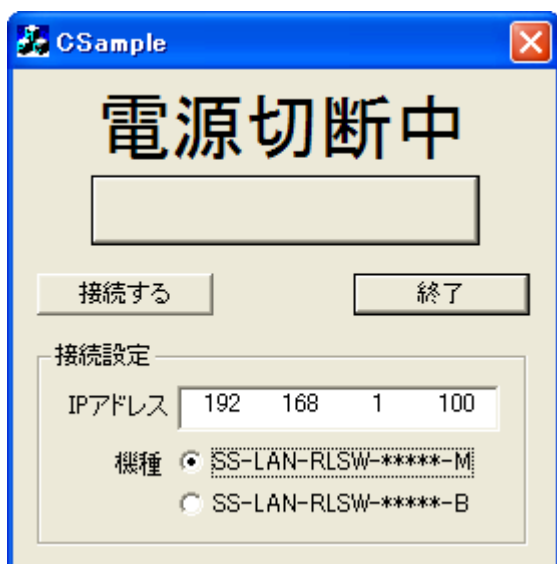 CSample
電源切断中
接続する 終了
接続設定
IPアドレス 192 168 1 100
機種 SS-LAN-RLSW-*****-M
SS-LAN-RLSW-*****-B